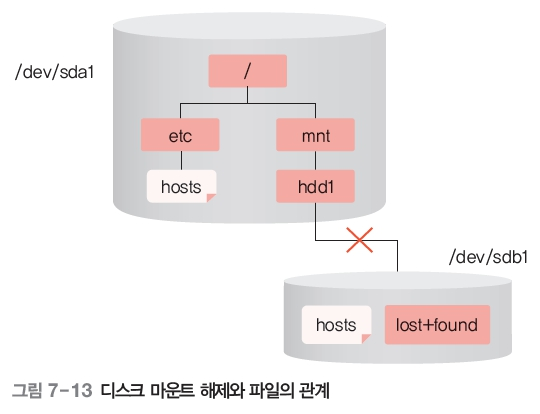 /dev/sda1
/
etc
mnt
hosts
hdd1
/dev/sdb1
hosts
lost+found
그림 7-13 디스크 마운트 해제와 파일의 관계